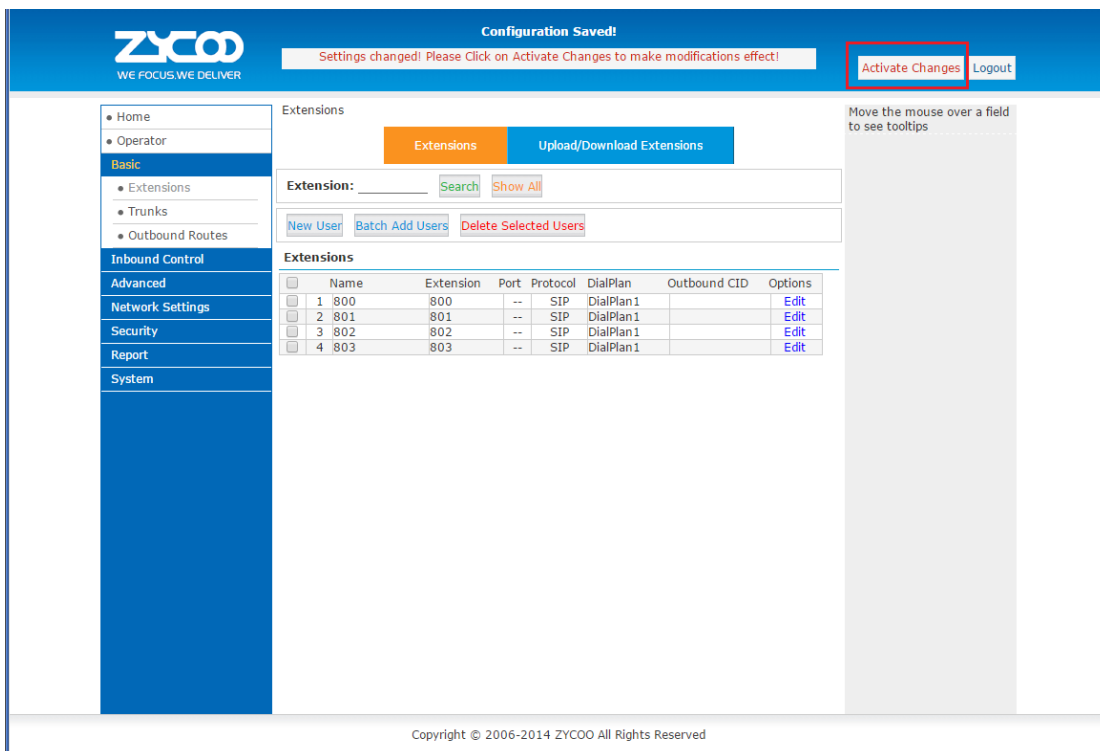 ZYCOO
WE FOCUS.WE DELIVER
Configuration Saved!
Settings changed! Please Click on Activate Changes to make modifications effect!
Activate Changes
Logout
Home
Operator
Basic
Extensions
Trunks
Outbound Routes
Inbound Control
Advanced
Network Settings
Security
Report
System
Extensions
Extensions Upload/Download Extensions
Extension: Search Show All
New User Batch Add Users Delete Selected Users
Extensions
Name Extension Port Protocol DialPlan Outbound CID Options
1 800 800 -- SIP DialPlan1 Edit
2 801 801 -- SIP DialPlan1 Edit
3 802 802 -- SIP DialPlan1 Edit
4 803 803 -- SIP DialPlan1 Edit
Move the mouse over a field
to see tooltips
Copyright © 2006-2014 ZYCOO All Rights Reserved